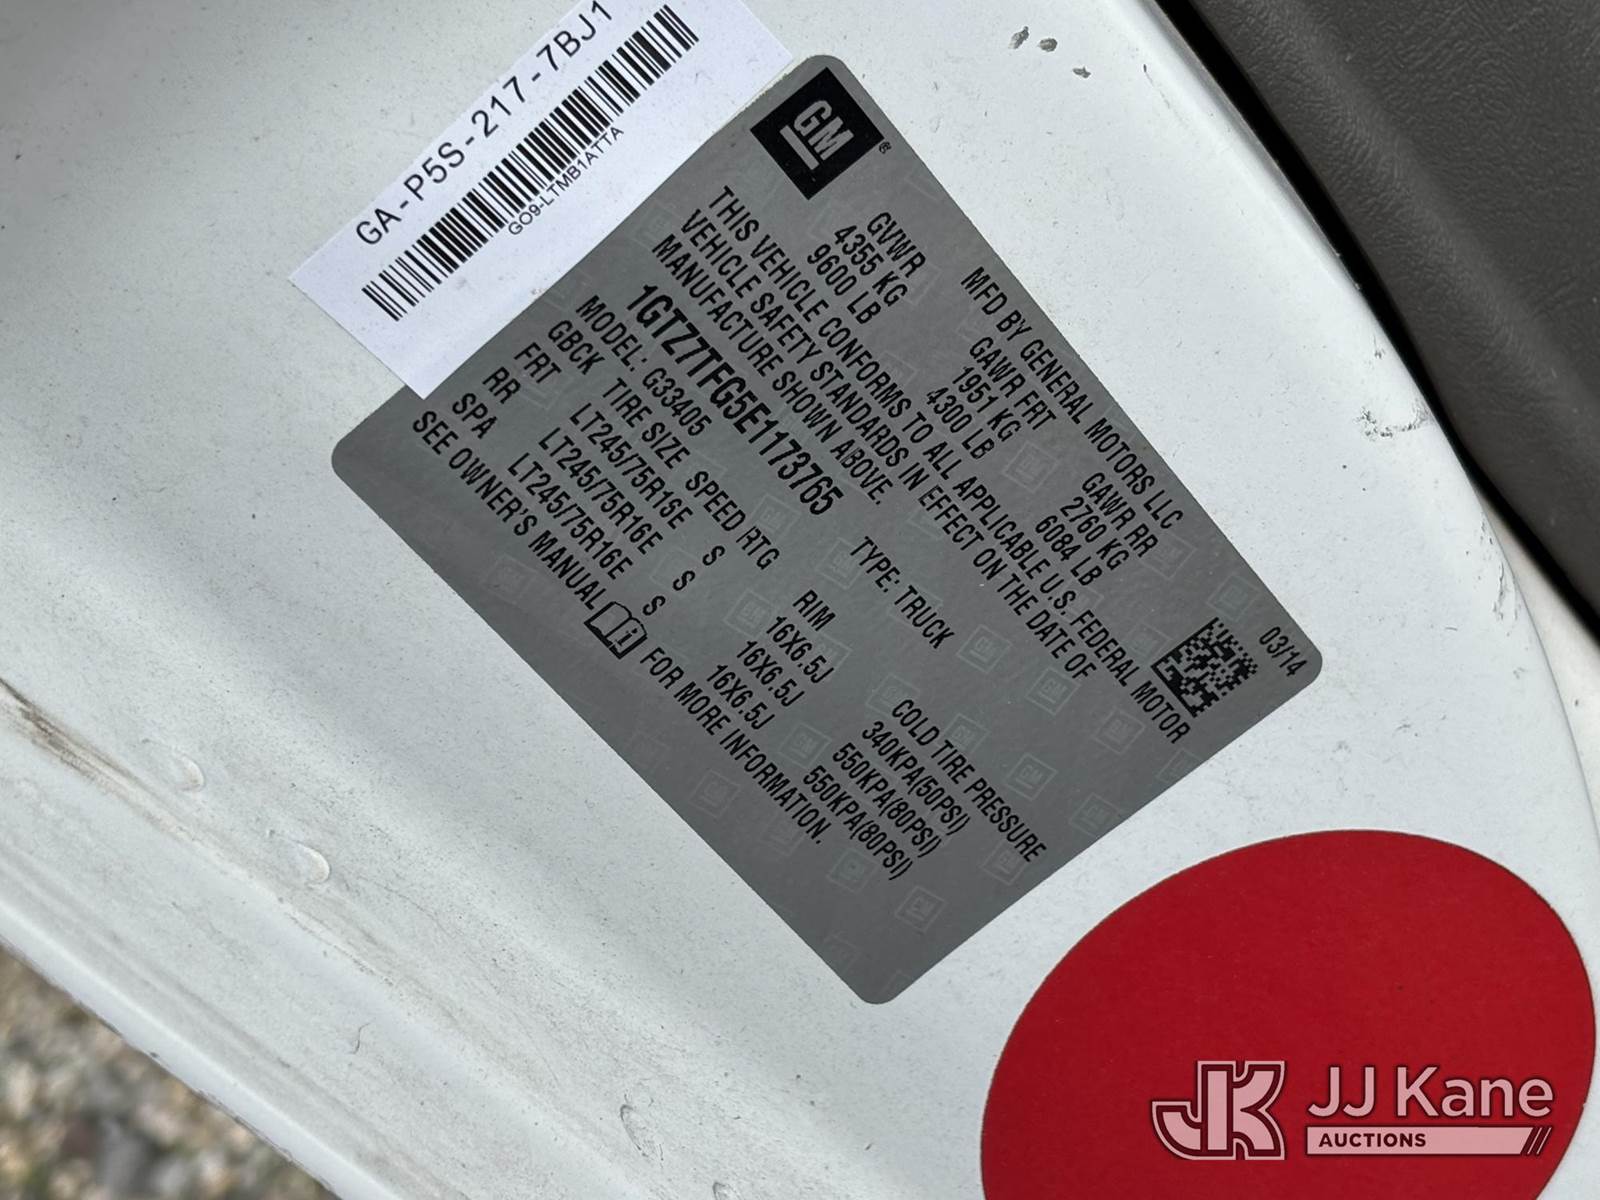 GA-P5S-217-7BJ1
GO9-LTMB1ATTA
GM
®
MFD BY GENERAL MOTORS LLC
03/14
GVWR GAWR FRT GAWR RR
4355 KG 1951 KG 2760 KG
9600 LB 4300 LB 6084 LB
THIS VEHICLE CONFORMS TO ALL APPLICABLE U.S. FEDERAL MOTOR
VEHICLE SAFETY STANDARDS IN EFFECT ON THE DATE OF
MANUFACTURE SHOWN ABOVE.
1GTZ7TFG5E1173765 TYPE: TRUCK
MODEL: G33405
GBCK TIRE SIZE SPEED RTG RIM COLD TIRE PRESSURE
FRT LT245/75R16E S 16X6.5J 340KPA(50PSI)
RR LT245/75R16E S 16X6.5J 550KPA(80PSI)
SPA LT245/75R16E S 16X6.5J 550KPA(80PSI)
SEE OWNER'S MANUAL FOR MORE INFORMATION.
JK JJ Kane
AUCTIONS